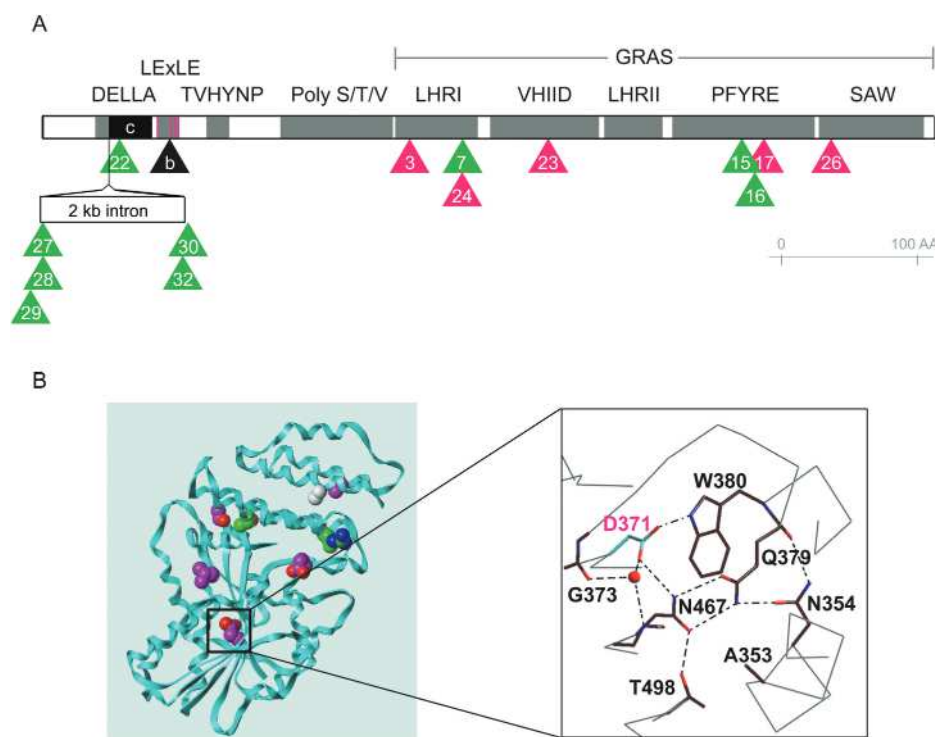 A
GRAS
LExLE
DELLA TVHYNP Poly S/T/V LHRI VHIID LHRII PFYRE SAW
c
22 b 3 7 23 15 17 26
24 16
2 kb intron
27 30
28 32
29
0 100 AA
B
W380
D371
Q379
G373 N467 N354
A353
T498